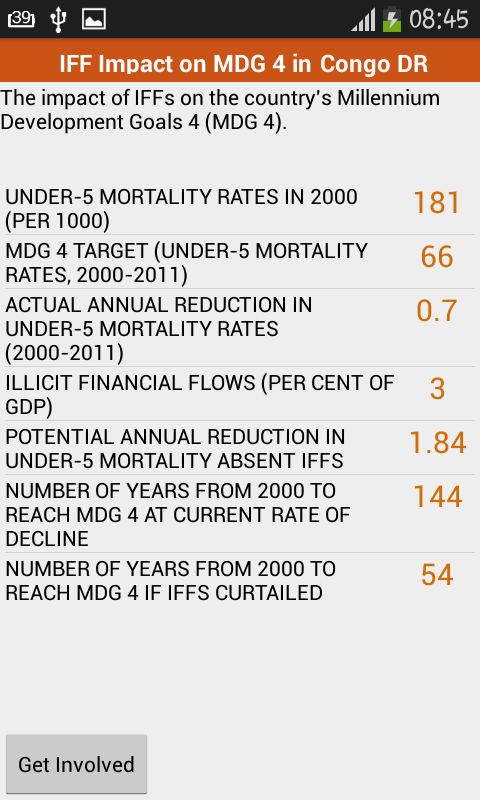 39 08:45
IFF Impact on MDG 4 in Congo DR
The impact of IFFs on the country's Millennium
Development Goals 4 (MDG 4).
UNDER-5 MORTALITY RATES IN 2000
(PER 1000)
181
MDG 4 TARGET (UNDER-5 MORTALITY
RATES, 2000-2011)
66
ACTUAL ANNUAL REDUCTION IN
UNDER-5 MORTALITY RATES
(2000-2011)
0.7
ILLICIT FINANCIAL FLOWS (PER CENT OF
GDP)
3
POTENTIAL ANNUAL REDUCTION IN
UNDER-5 MORTALITY ABSENT IFFS
1.84
NUMBER OF YEARS FROM 2000 TO
REACH MDG 4 AT CURRENT RATE OF
DECLINE
144
NUMBER OF YEARS FROM 2000 TO
REACH MDG 4 IF IFFS CURTAILED
54
Get Involved